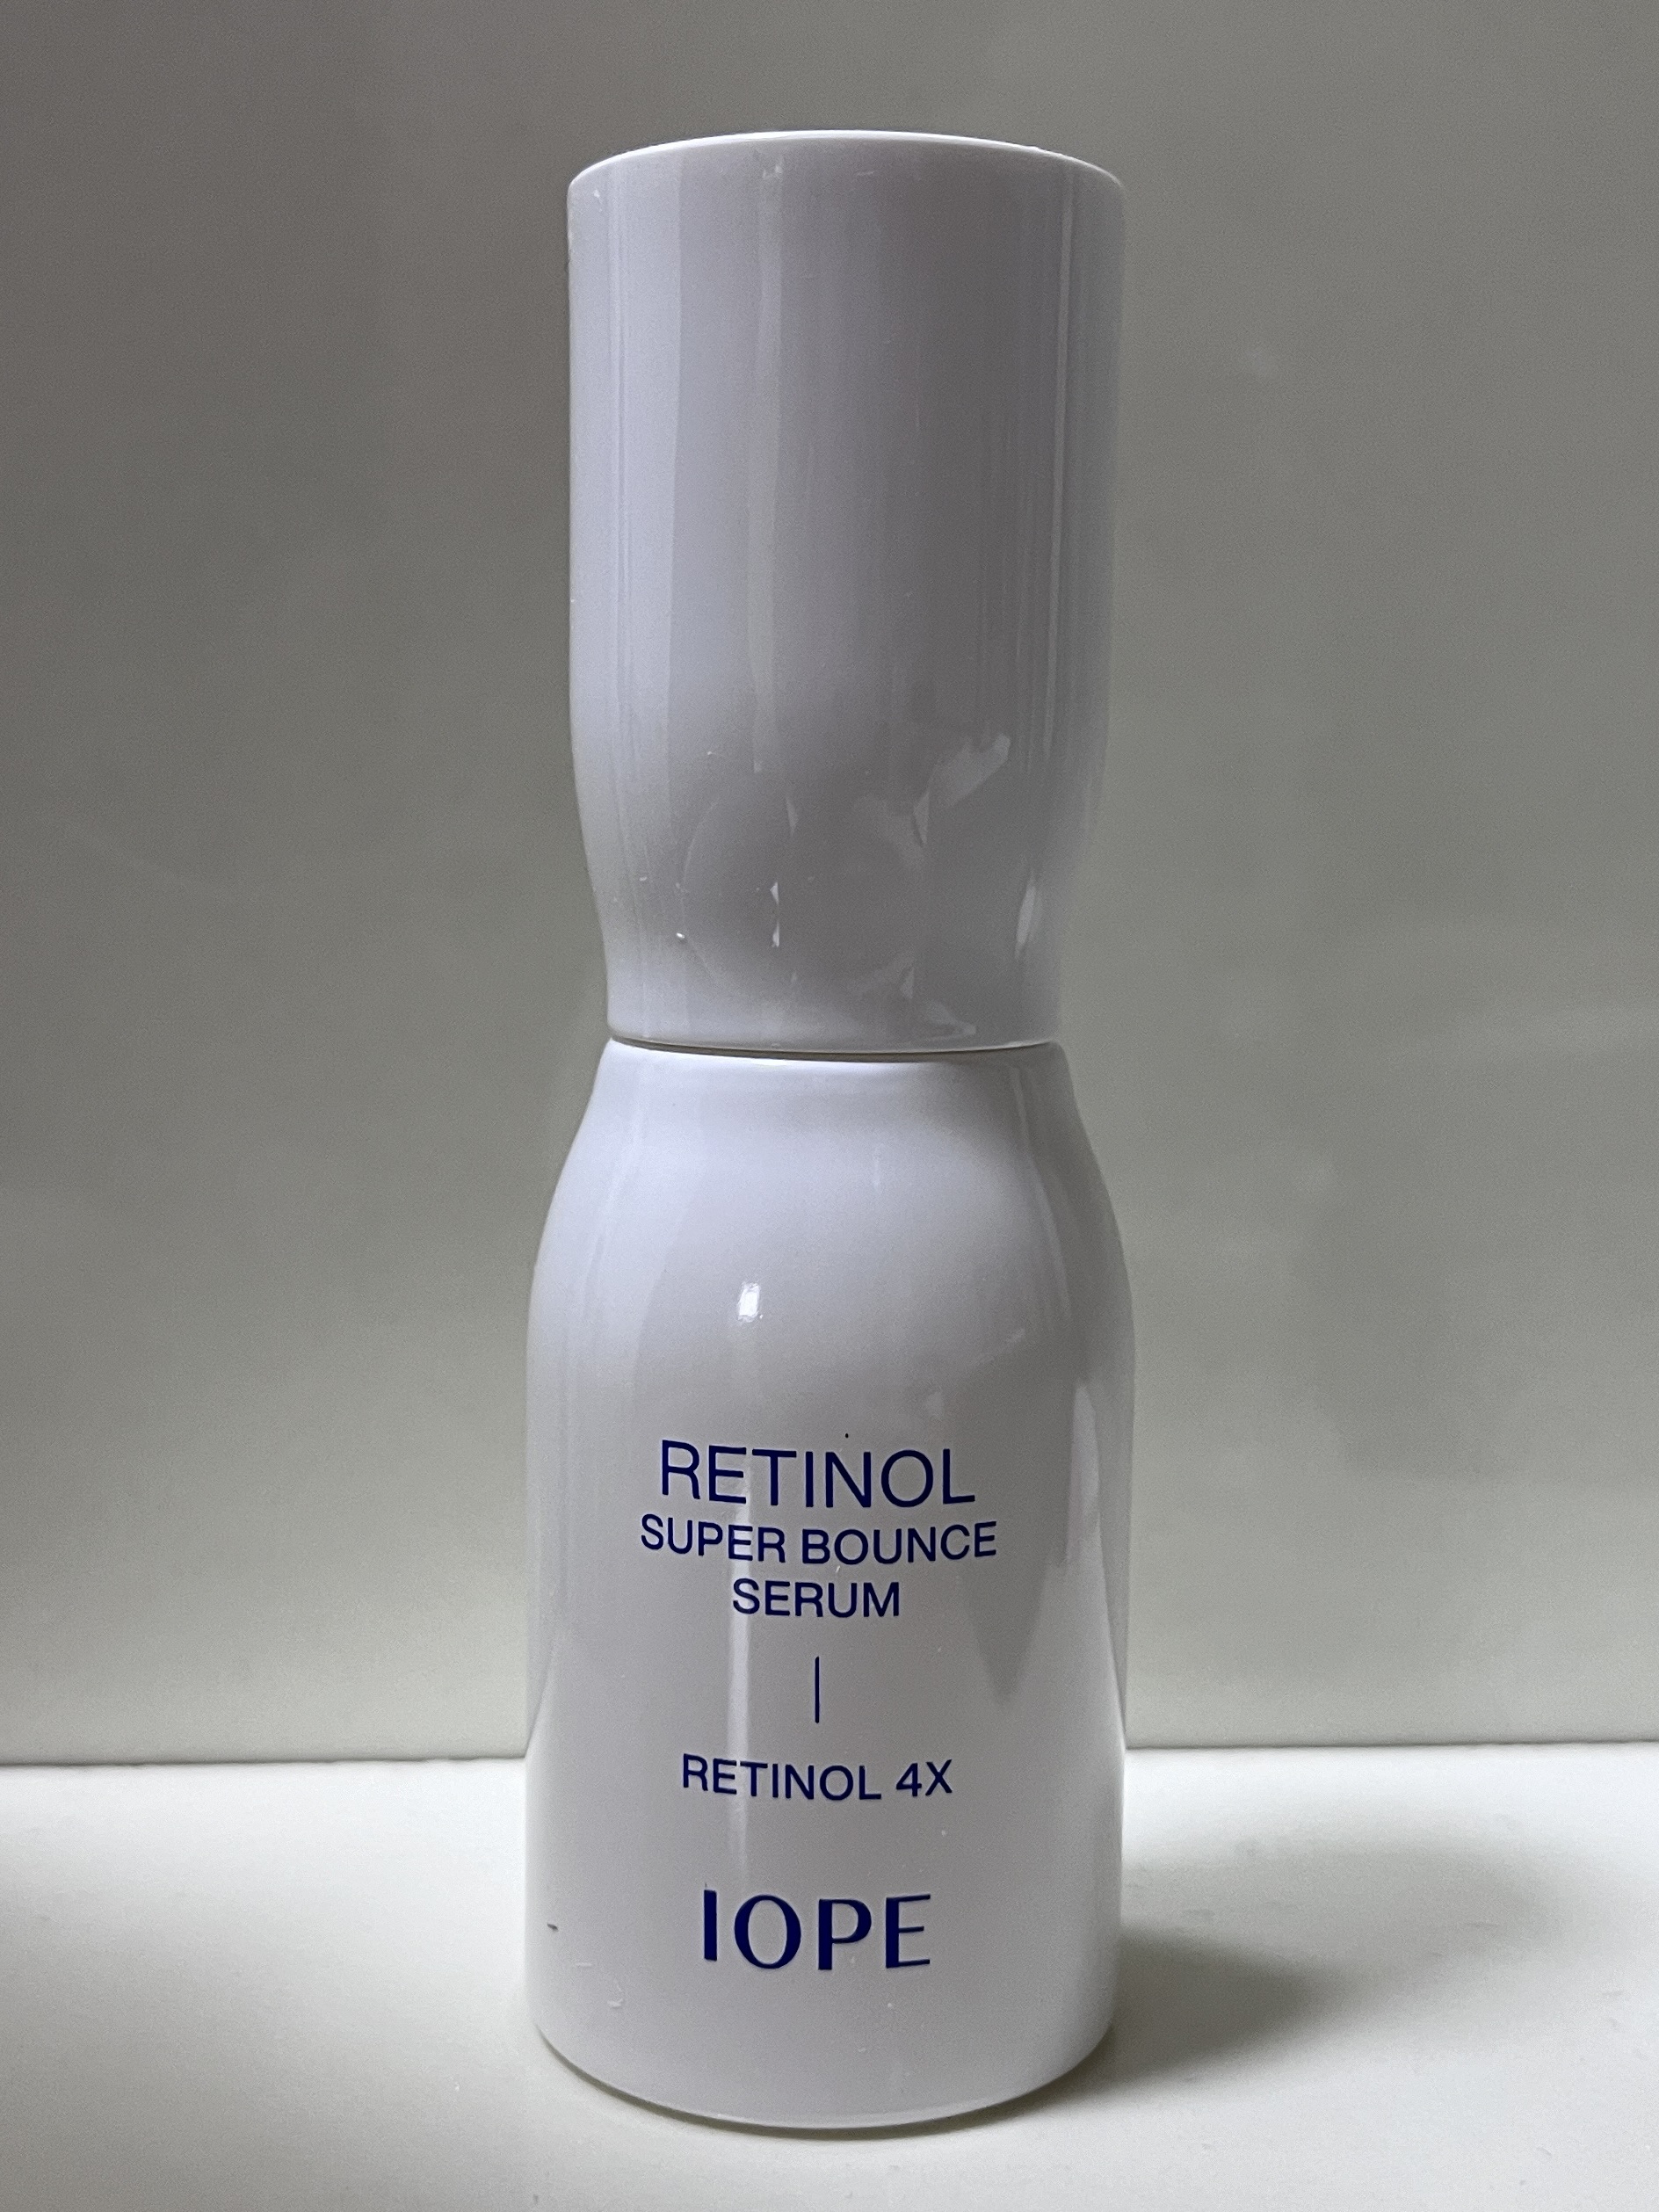 RETINOL
SUPER BOUNCE
SERUM
RETINOL 4X
IOPE